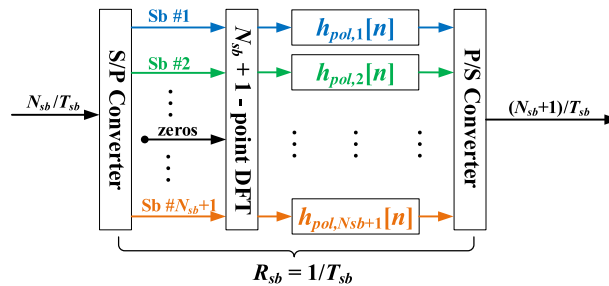 N_sb/T_sb
S/P Converter
Sb #1
Sb #2
zeros
Sb #N_sb+1
N_sb + 1 - point DFT
h_pol,1[n]
h_pol,2[n]
h_pol,Nsb+1[n]
P/S Converter
(N_sb+1)/T_sb
R_sb = 1/T_sb